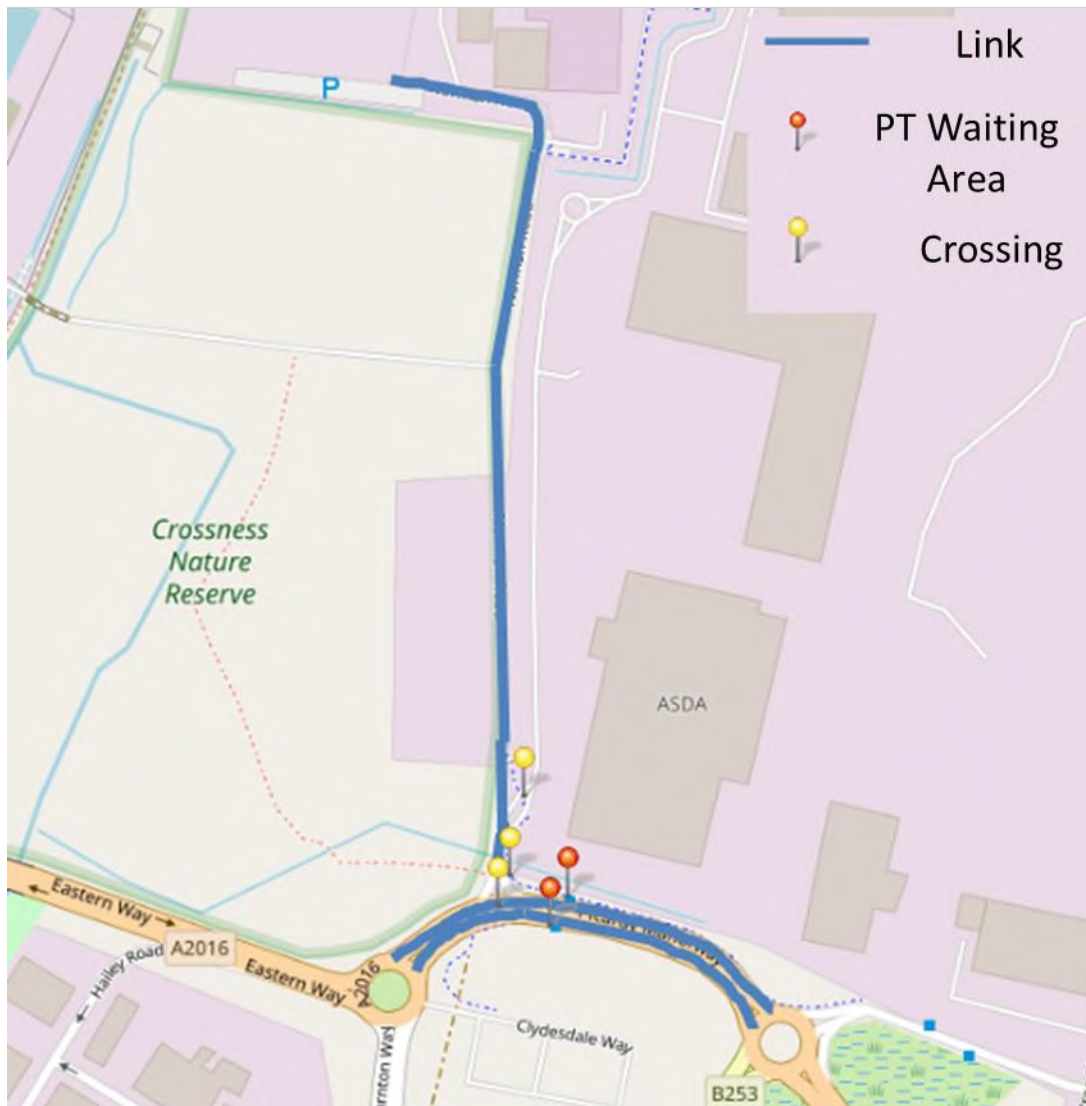 Link
PT Waiting
Area
Crossing
P
Crossness
Nature
Reserve
ASDA
Eastern Way
A2016
Hailey Road
Eastern Way
A2016
Clydesdale Way
B253